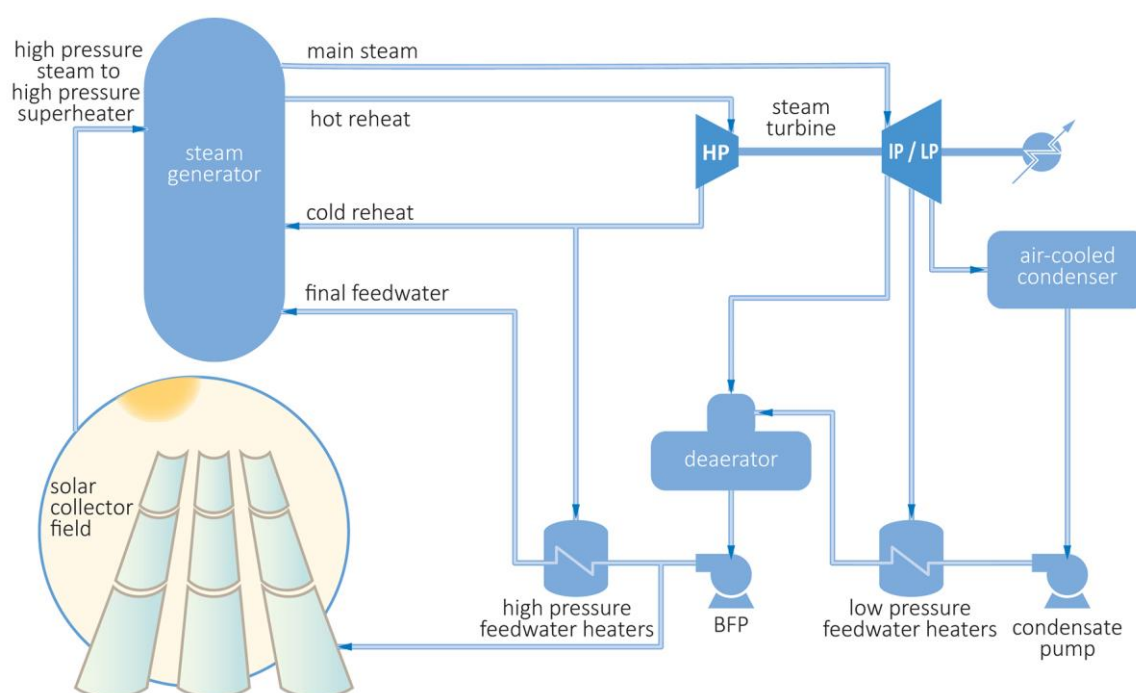 high pressure
steam to
high pressure
superheater
main steam
hot reheat
steam
generator
steam
turbine
HP
IP / LP
cold reheat
air-cooled
condenser
final feedwater
deaerator
solar
collector
field
high pressure
feedwater heaters
BFP
low pressure
feedwater heaters
condensate
pump